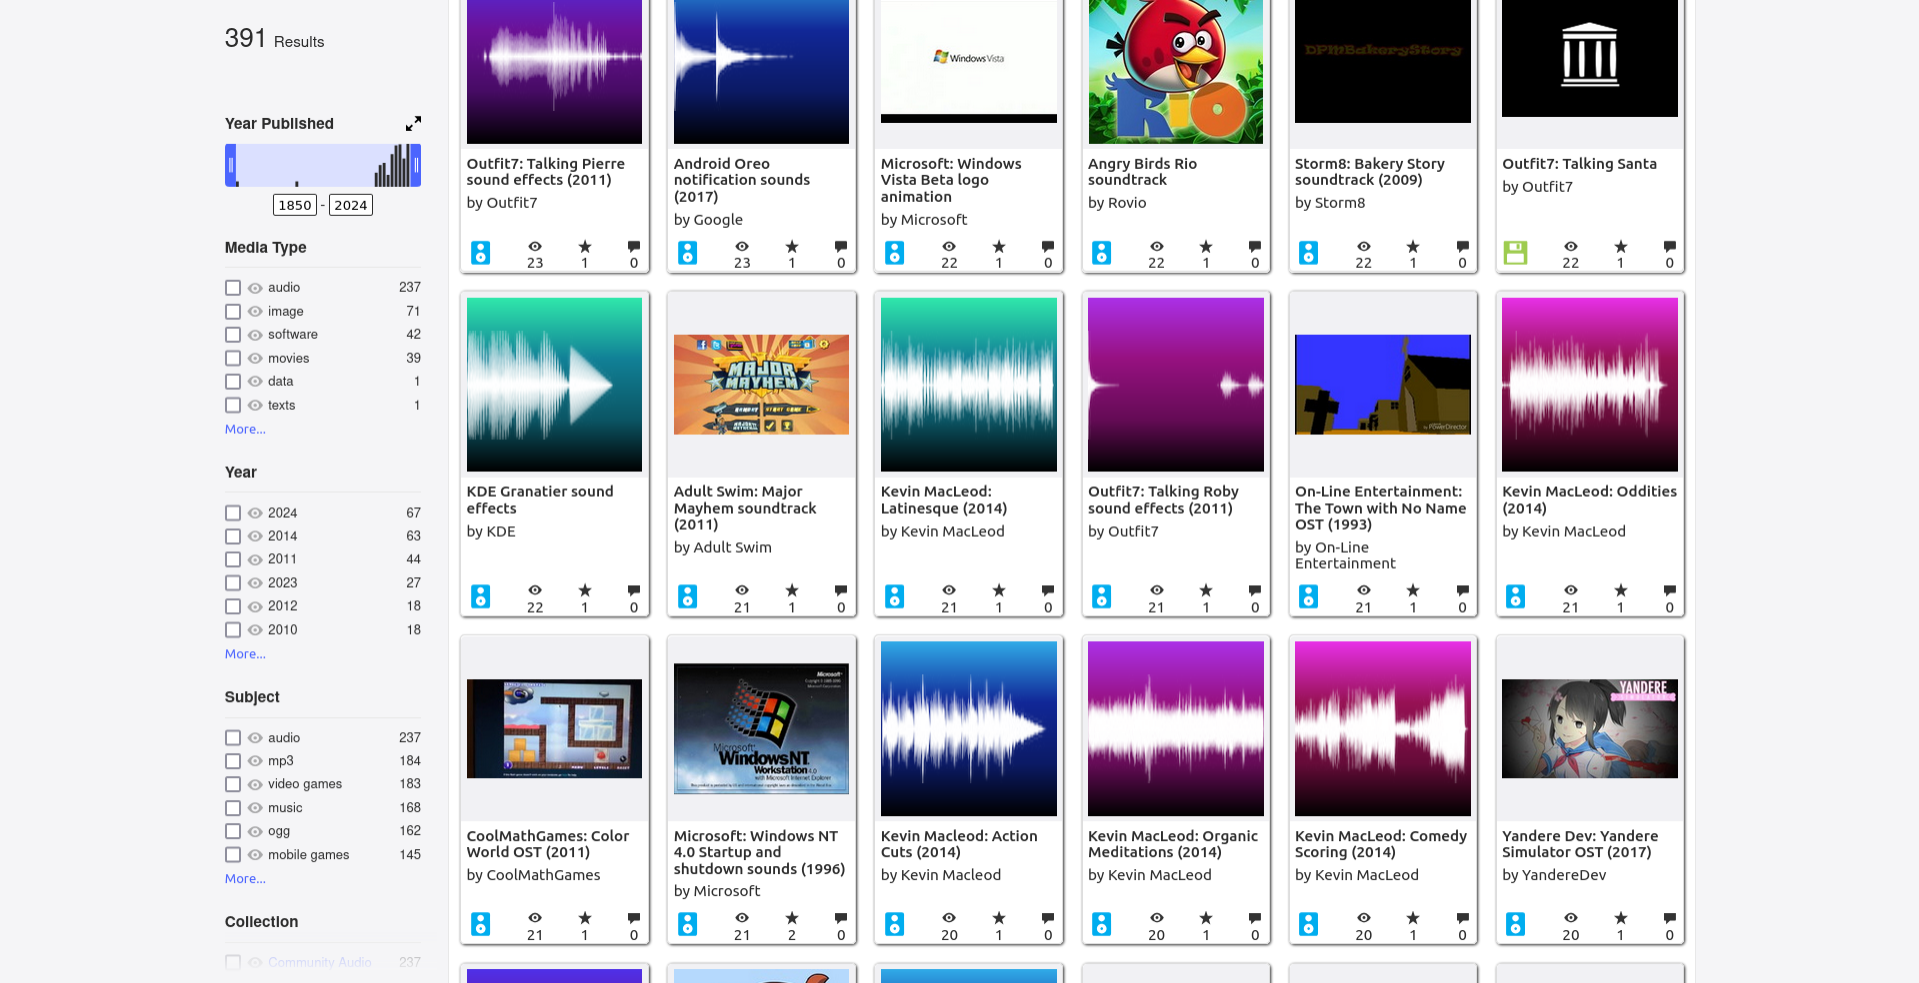 391 Results
Year Published
1850 - 2024
Media Type
audio 237
image 71
software 42
movies 39
data 1
texts 1
More...
Year
2024 67
2014 63
2011 44
2023 27
2012 18
2010 18
More...
Subject
audio 237
mp3 184
video games 183
music 168
ogg 162
mobile games 145
More...
Collection
Community Audio 237
Outfit7: Talking Pierre
sound effects (2011)
by Outfit7
23 1 0
Android Oreo
notification sounds
(2017)
by Google
23 1 0
Windows Vista
Microsoft: Windows
Vista Beta logo
animation
by Microsoft
22 1 0
RIO
Angry Birds Rio
soundtrack
by Rovio
22 1 0
DPMBakeryStory
Storm8: Bakery Story
soundtrack (2009)
by Storm8
22 1 0
Outfit7: Talking Santa
by Outfit7
22 1 0
KDE Granatier sound
effects
by KDE
22 1 0
MAJOR
MAYHEM
Adult Swim: Major
Mayhem soundtrack
(2011)
by Adult Swim
21 1 0
Kevin MacLeod:
Latinesque (2014)
by Kevin MacLeod
21 1 0
Outfit7: Talking Roby
sound effects (2011)
by Outfit7
21 1 0
PowerDirector
On-Line Entertainment:
The Town with No Name
OST (1993)
by On-Line
Entertainment
21 1 0
Kevin MacLeod: Oddities
(2014)
by Kevin MacLeod
21 1 0
CoolMathGames: Color
World OST (2011)
by CoolMathGames
21 1 0
Microsoft
Microsoft
Windows NT
Workstation 4.0
with Microsoft Internet Explorer
Microsoft: Windows NT
4.0 Startup and
shutdown sounds (1996)
by Microsoft
21 2 0
Kevin Macleod: Action
Cuts (2014)
by Kevin Macleod
20 1 0
Kevin MacLeod: Organic
Meditations (2014)
by Kevin MacLeod
20 1 0
Kevin MacLeod: Comedy
Scoring (2014)
by Kevin MacLeod
20 1 0
YANDERE
Yandere Dev: Yandere
Simulator OST (2017)
by YandereDev
20 1 0